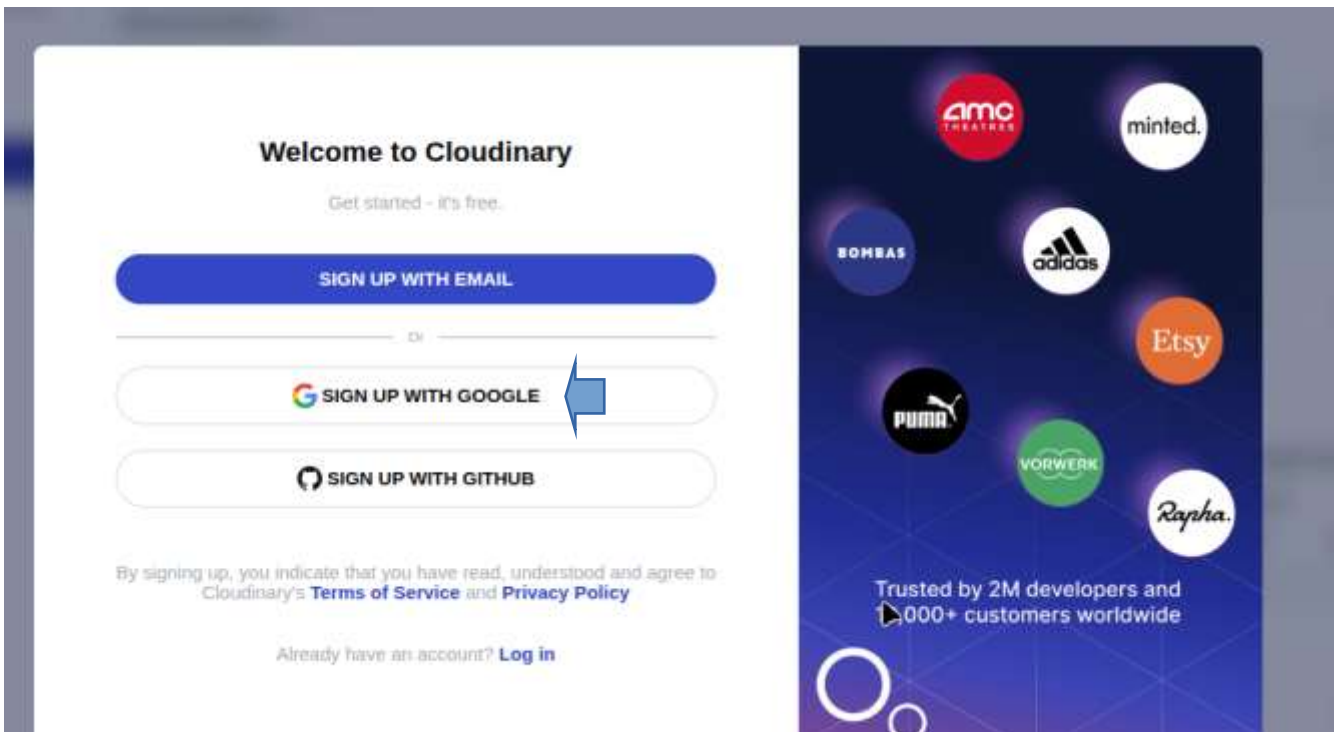 Welcome to Cloudinary
Get started - it's free.
SIGN UP WITH EMAIL
Or
SIGN UP WITH GOOGLE
SIGN UP WITH GITHUB
By signing up, you indicate that you have read, understood and agree to
Cloudinary's Terms of Service and Privacy Policy
Already have an account? Log in
amc
THEATRES
minted.
BOMBAS
adidas
Etsy
PUMA
VORWERK
Rapha.
Trusted by 2M developers and
,000+ customers worldwide